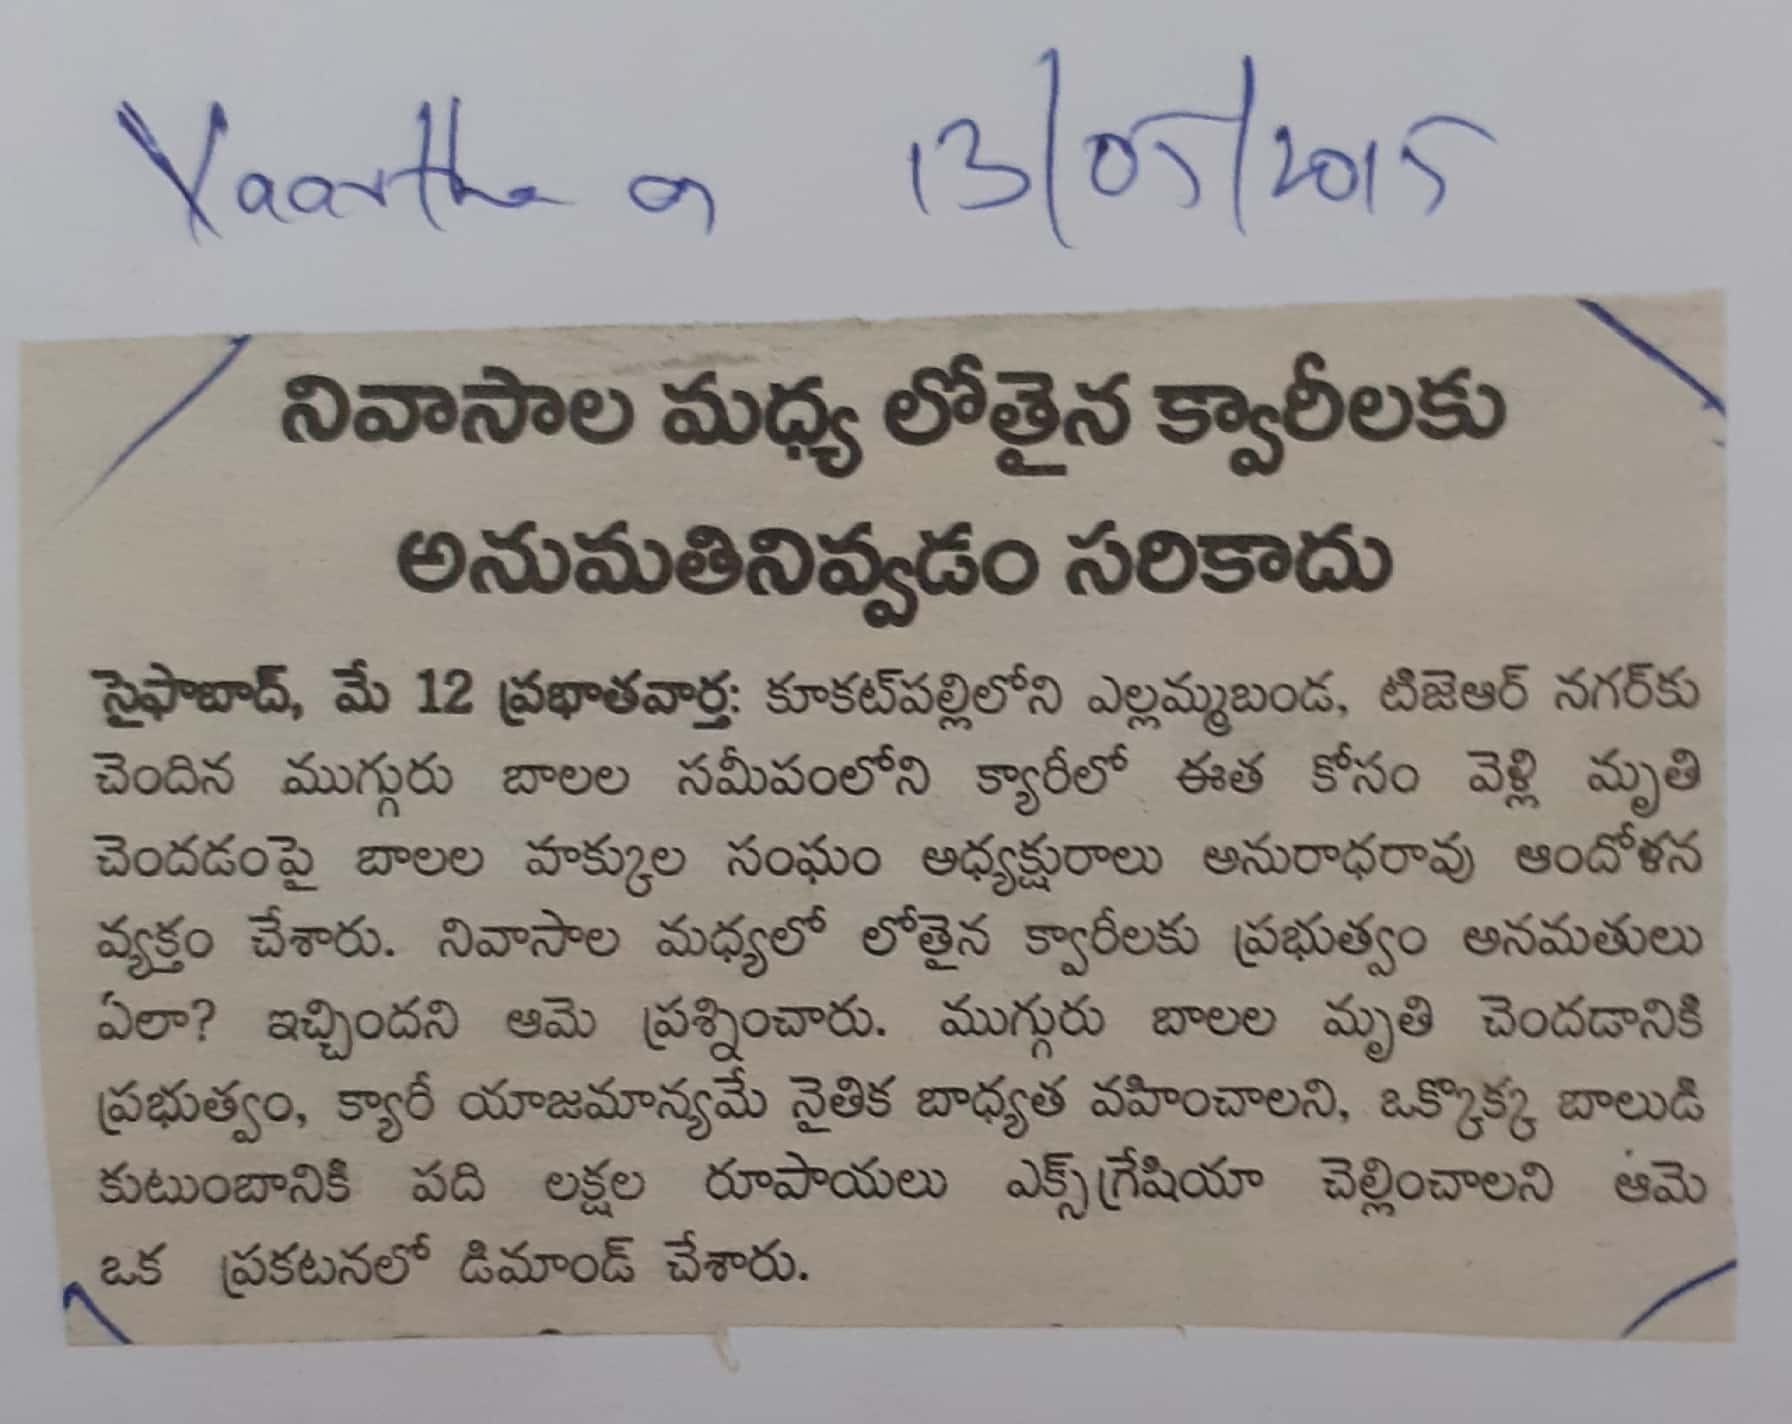 Vaartha on 13/05/2015
నివాసాల మధ్య లోతైన క్వారీలకు
అనుమతినివ్వడం సరికాదు
సైఫాబాద్, మే 12 ప్రభాతవార్త: కూకట్‌పల్లిలోని ఎల్లమ్మబండ, టిజెఆర్ నగర్‌కు
చెందిన ముగ్గురు బాలల సమీపంలోని క్యారీలో ఈత కోసం వెళ్లి మృతి
చెందడంపై బాలల హక్కుల సంఘం అధ్యక్షురాలు అనురాధరావు ఆందోళన
వ్యక్తం చేశారు. నివాసాల మధ్యలో లోతైన క్వారీలకు ప్రభుత్వం అనమతులు
ఏలా? ఇచ్చిందని ఆమె ప్రశ్నించారు. ముగ్గురు బాలల మృతి చెందడానికి
ప్రభుత్వం, క్యారీ యాజమాన్యమే నైతిక బాధ్యత వహించాలని, ఒక్కొక్క బాలుడి
కుటుంబానికి పది లక్షల రూపాయలు ఎక్స్‌గ్రేషియా చెల్లించాలని ఆమె
ఒక ప్రకటనలో డిమాండ్ చేశారు.